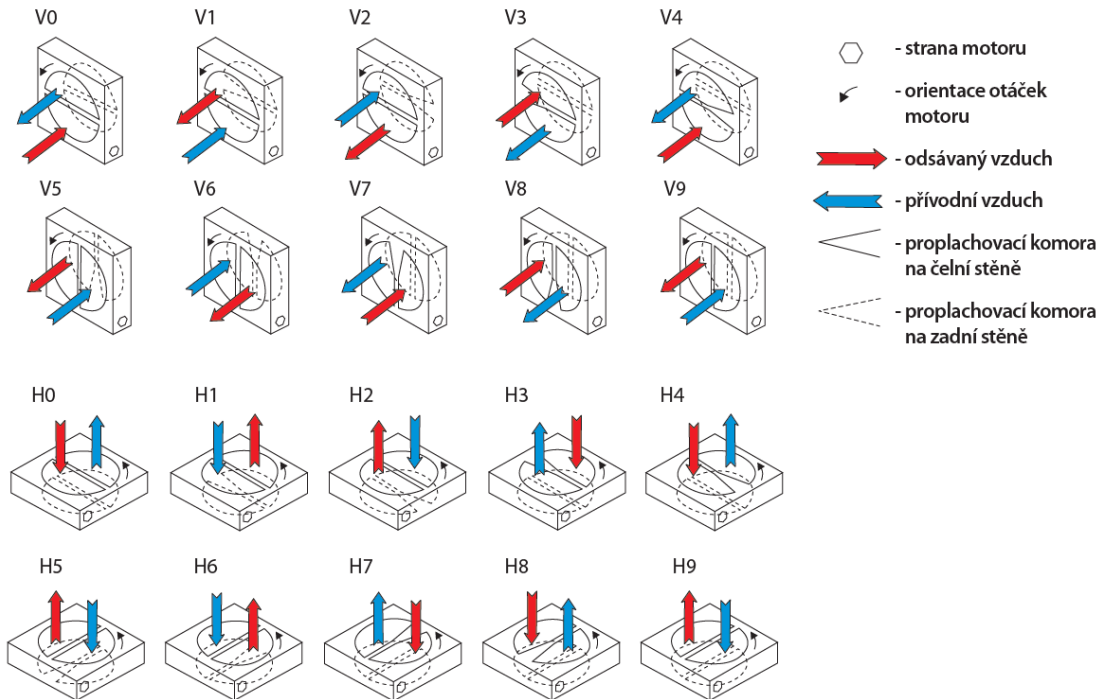 V0 V1 V2 V3 V4
- strana motoru
- orientace otáček
motoru
- odsávaný vzduch
V5 V6 V7 V8 V9
- přívodní vzduch
- proplachovací komora
na čelní stěně
- proplachovací komora
na zadní stěně
H0 H1 H2 H3 H4
H5 H6 H7 H8 H9